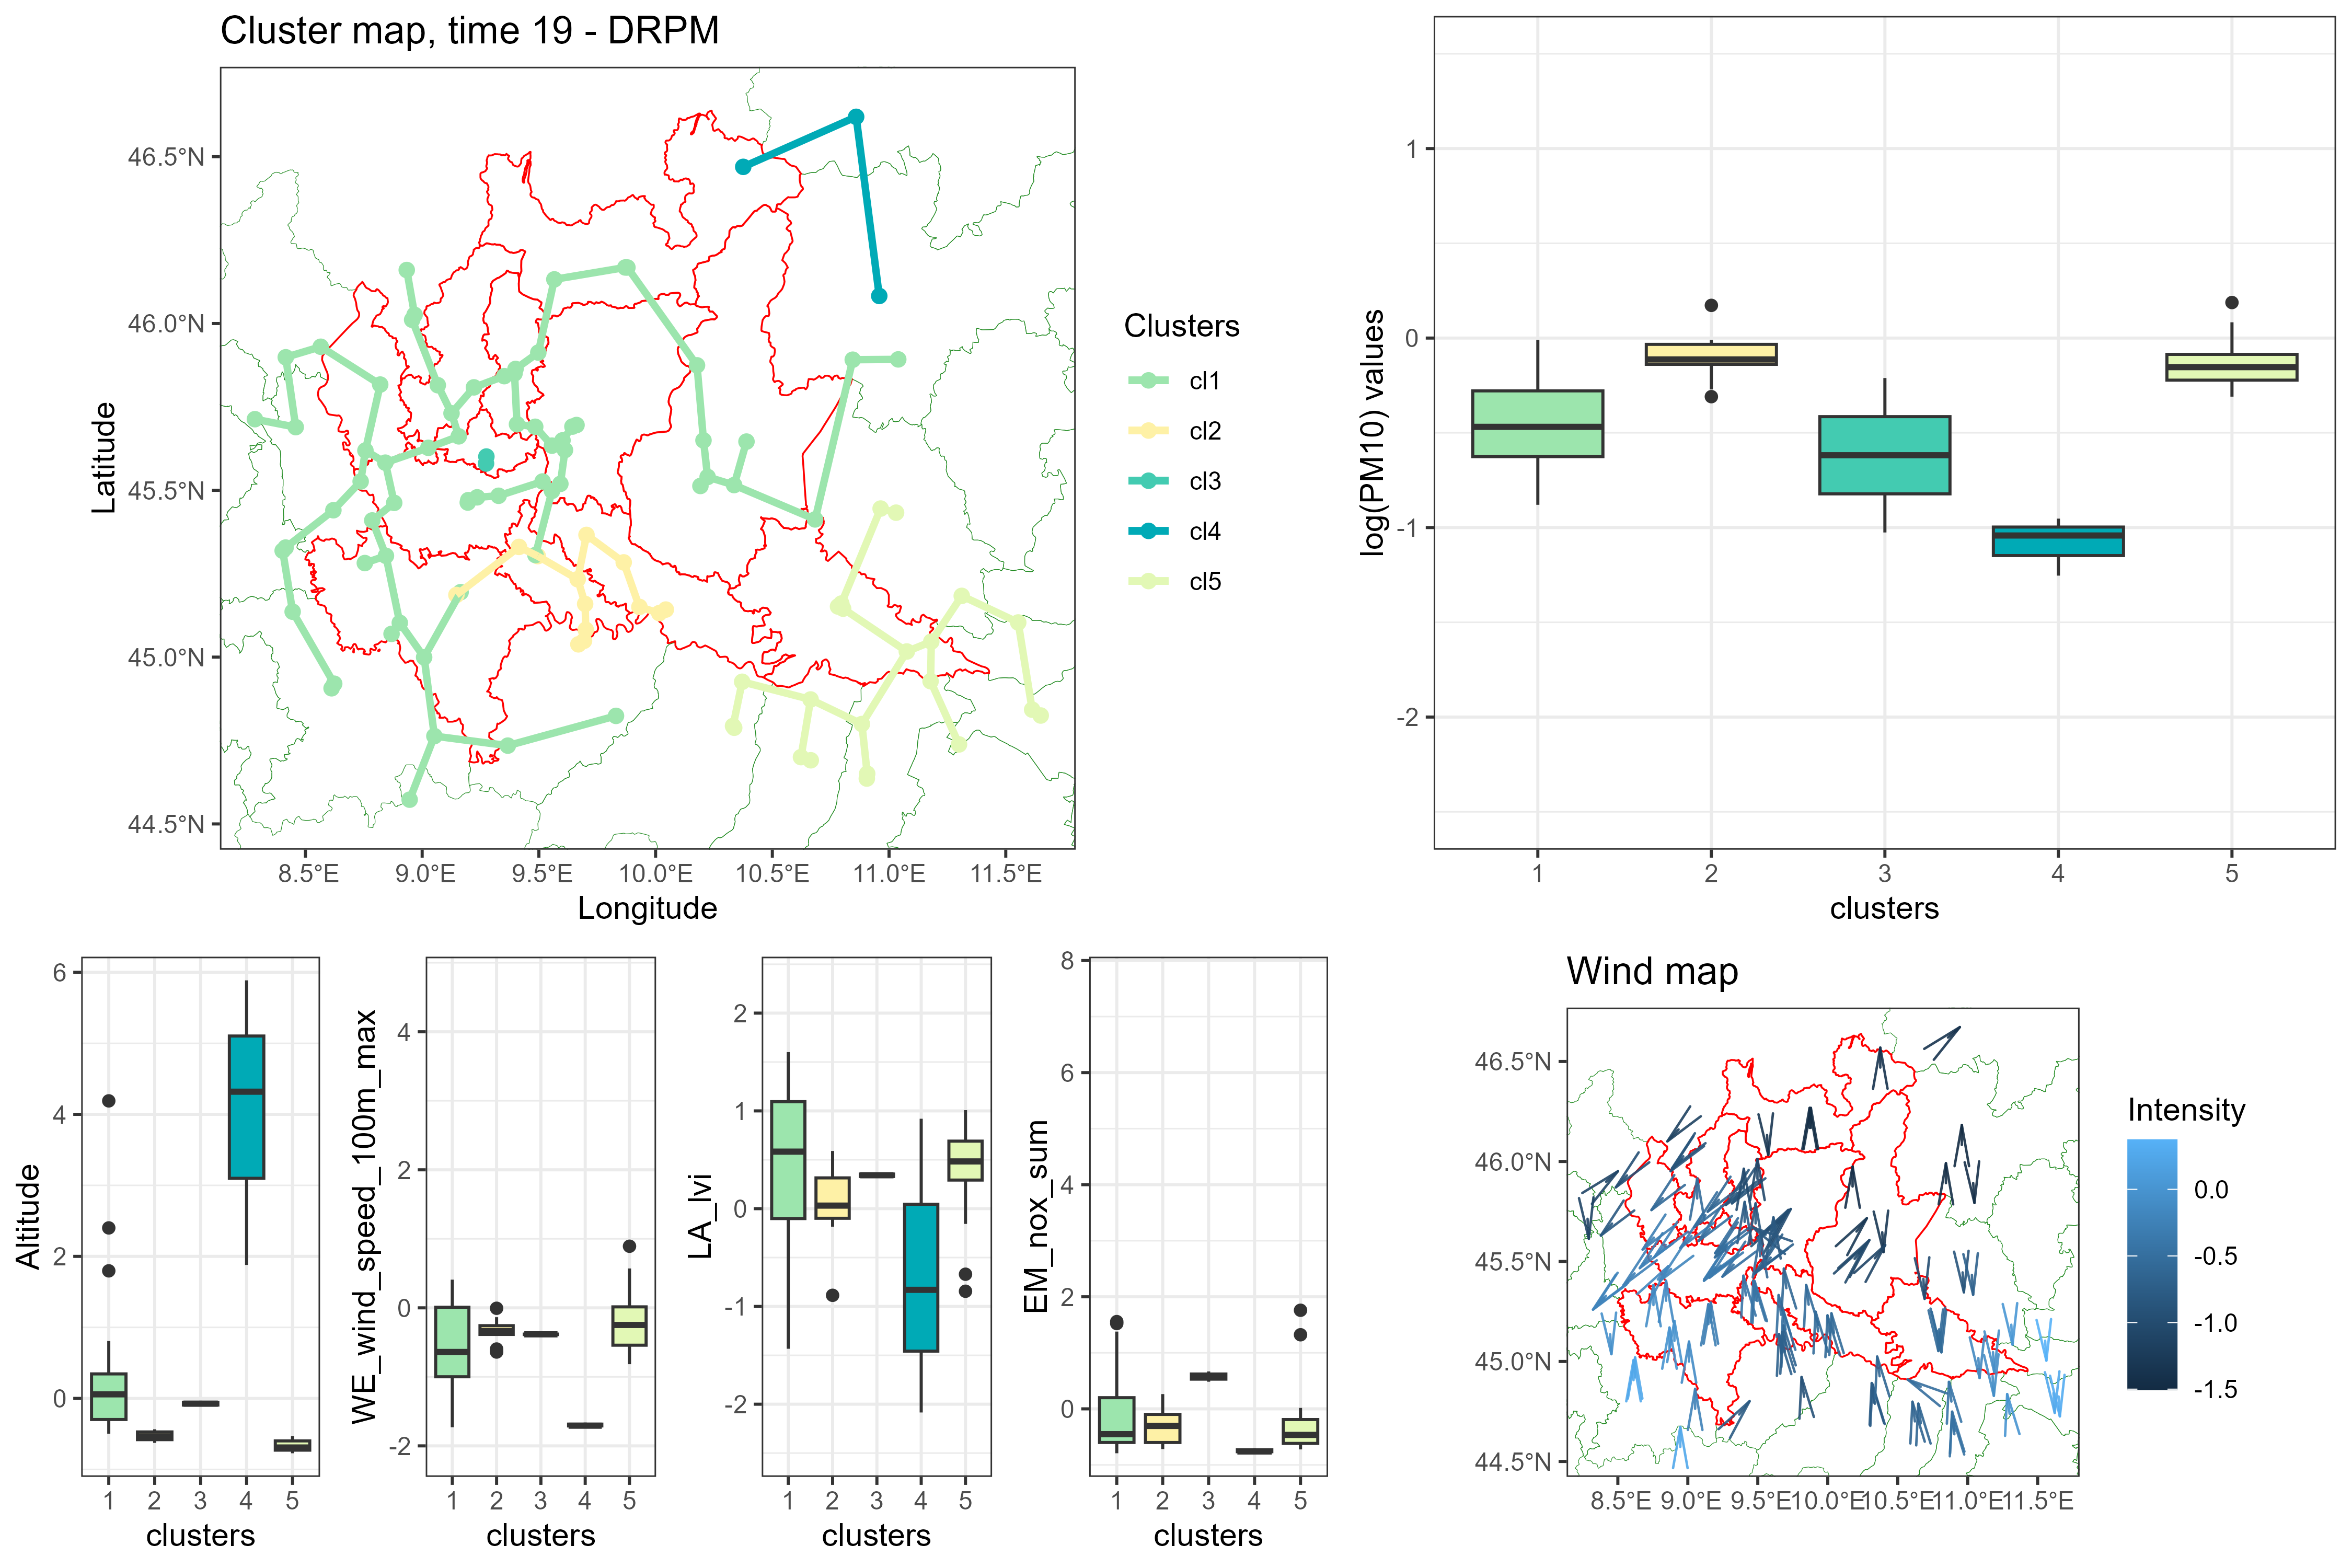 Cluster map, time 19 - DRPM
Latitude
46.5°N
46.0°N
45.5°N
45.0°N
44.5°N
8.5°E 9.0°E 9.5°E 10.0°E 10.5°E 11.0°E 11.5°E
Longitude
Clusters
cl1
cl2
cl3
cl4
cl5
log(PM10) values
1
0
-1
-2
1 2 3 4 5
clusters
Altitude
6
4
2
0
1 2 3 4 5
clusters
WE_wind_speed_100m_max
4
2
0
-2
1 2 3 4 5
clusters
LA_lvi
2
1
0
-1
-2
1 2 3 4 5
clusters
EM_nox_sum
8
6
4
2
0
1 2 3 4 5
clusters
Wind map
46.5°N
46.0°N
45.5°N
45.0°N
44.5°N
8.5°E 9.0°E 9.5°E 10.0°E 10.5°E 11.0°E 11.5°E
Intensity
0.0
-0.5
-1.0
-1.5